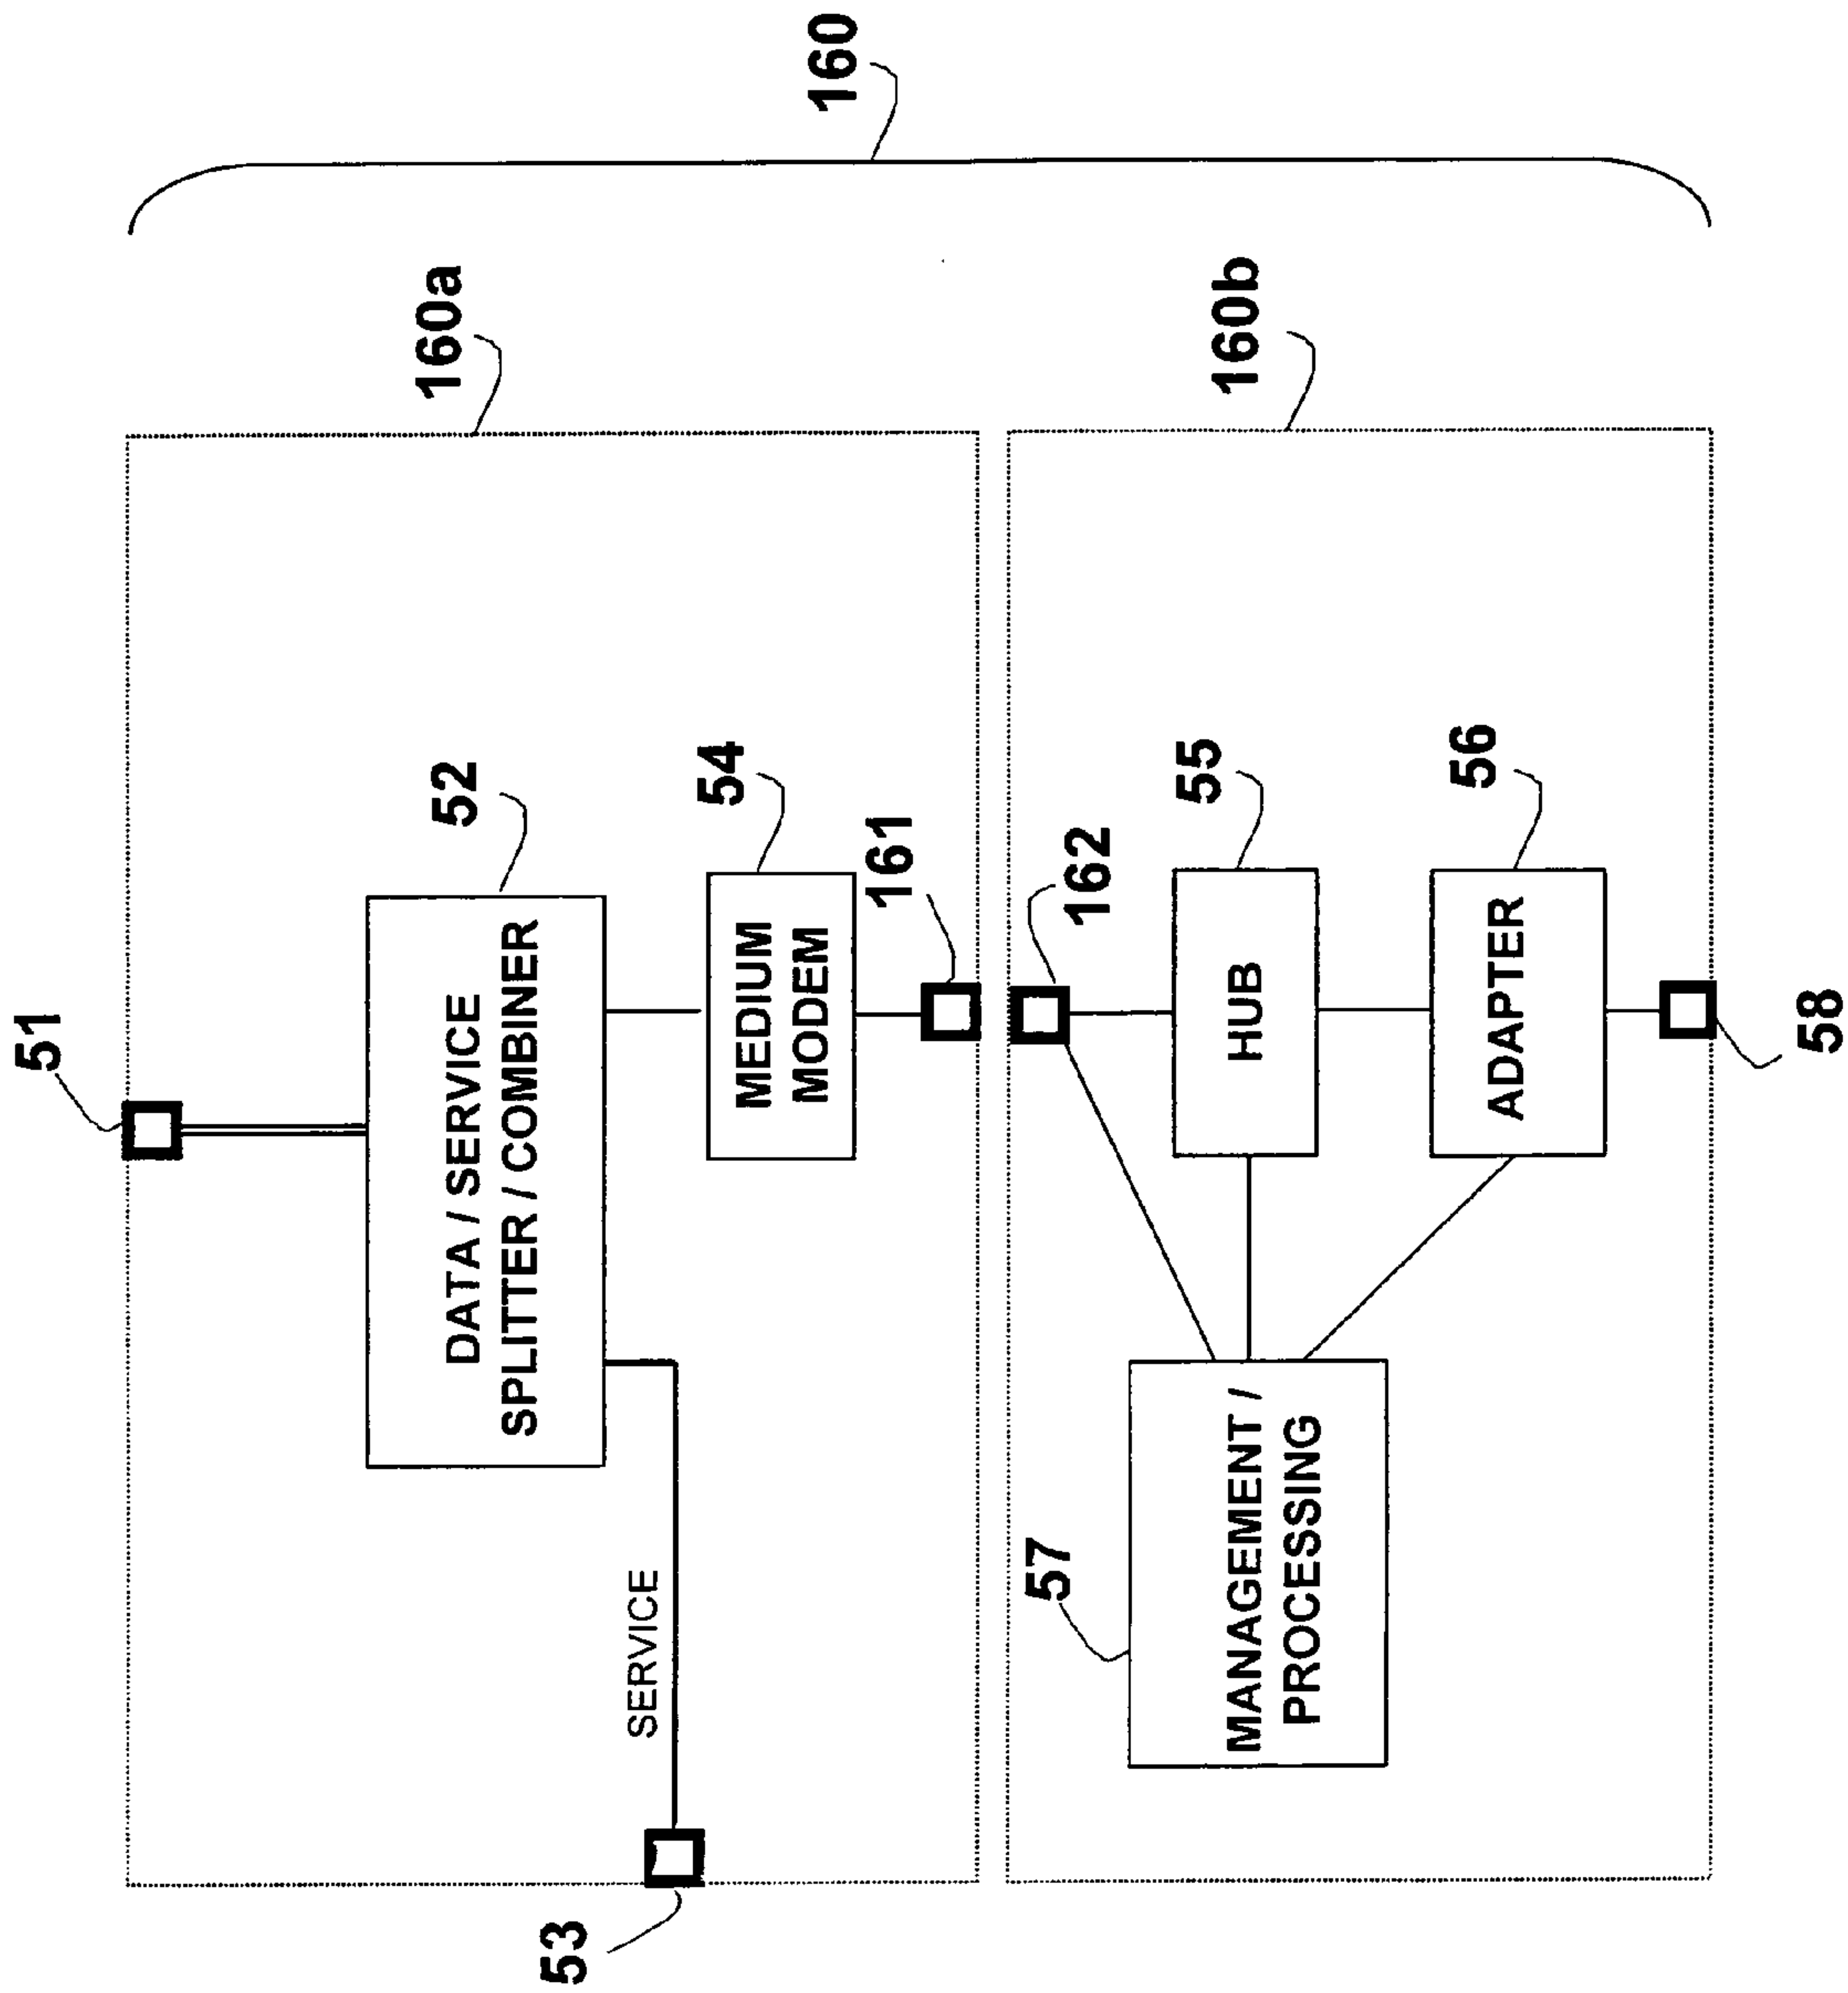 160
160a
160b
51
52
DATA / SERVICE
SPLITTER / COMBINER
54
MEDIUM
MODEM
161
SERVICE
53
162
55
HUB
56
ADAPTER
57
MANAGEMENT /
PROCESSING
58